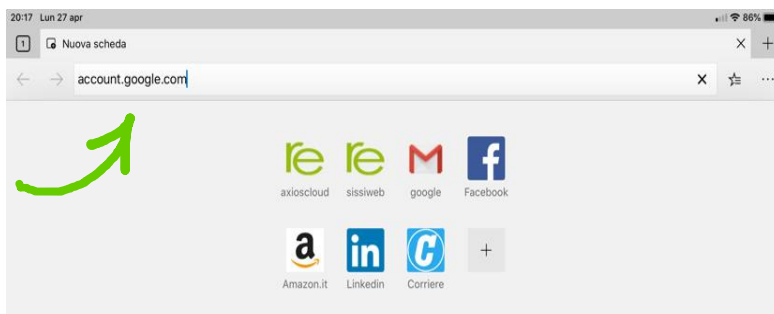 20:17 Lun 27 apr 86%
1 Nuova scheda
account.google.com
re re M f
axioscloud sissiweb google Facebook
a in C
Amazon.it Linkedin Corriere